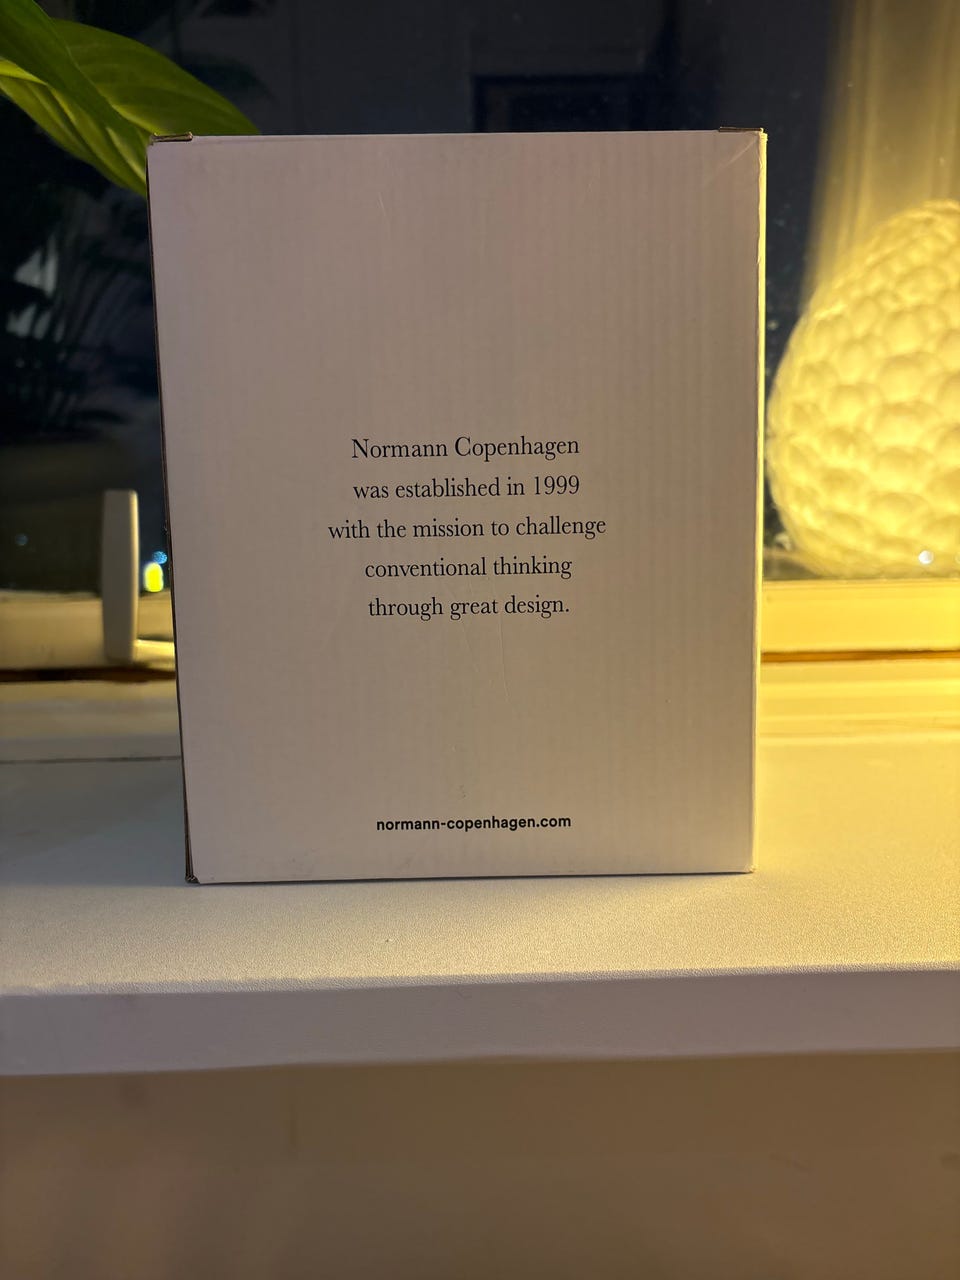 Normann Copenhagen
was established in 1999
with the mission to challenge
conventional thinking
through great design.
normann-copenhagen.com